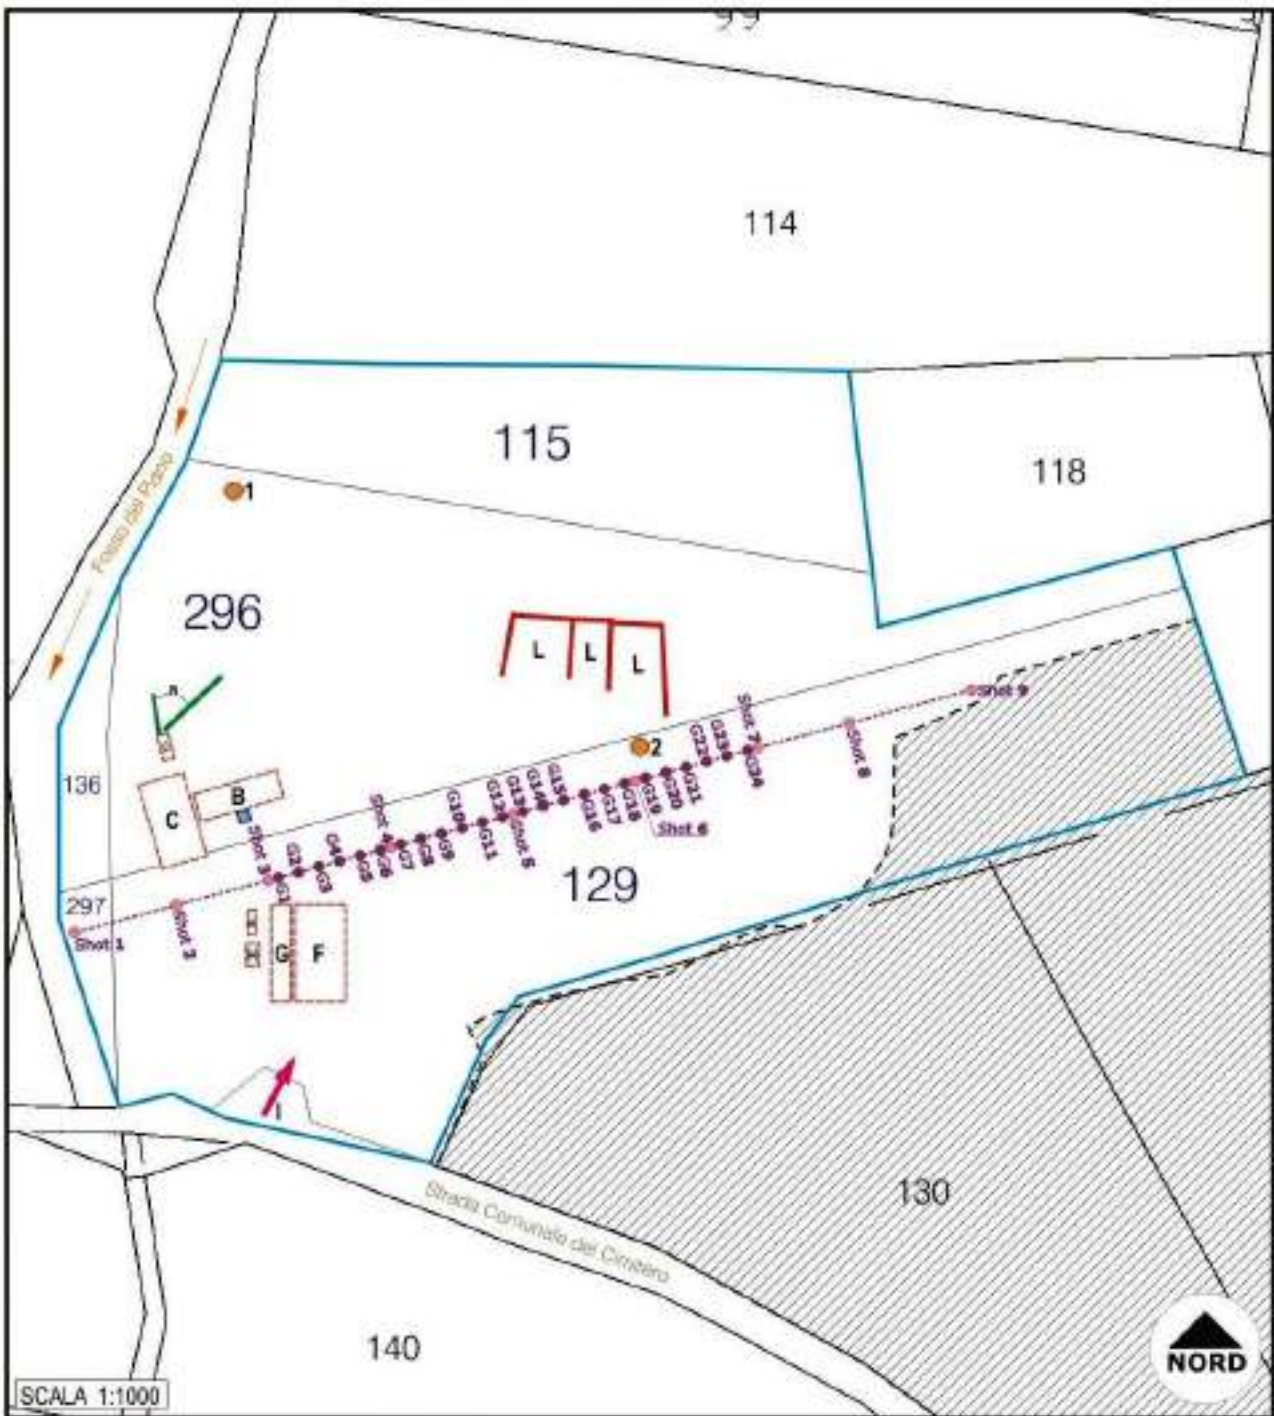 114
115
118
Fosso del Piano
1
296
L
L
L
a
136
B
C
2
Shot 9
Shot 8
Shot 7
G34
G23
G22
G21
G20
G19
G18
G17
G16
G15
G14
G13
G12
G11
G10
G9
G8
G7
G6
G5
G4
G3
G2
G1
Shot 6
Shot 5
Shot 4
Shot 3
Shot 2
Shot 1
297
129
G
F
I
130
Strada Comunale del Cimitero
140
SCALA 1:1000
NORD